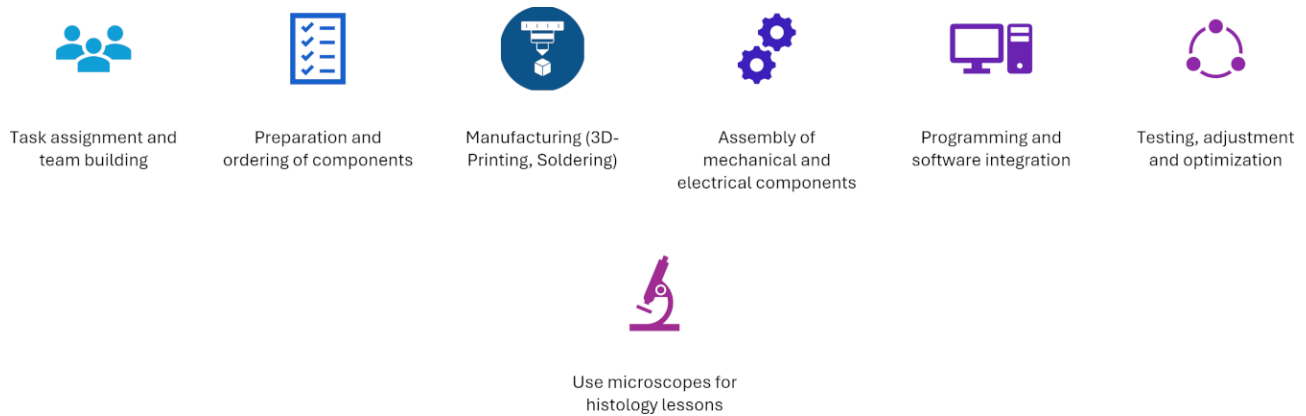 Task assignment and
team building
Preparation and
ordering of components
Manufacturing (3D-
Printing, Soldering)
Assembly of
mechanical and
electrical components
Programming and
software integration
Testing, adjustment
and optimization
Use microscopes for
histology lessons